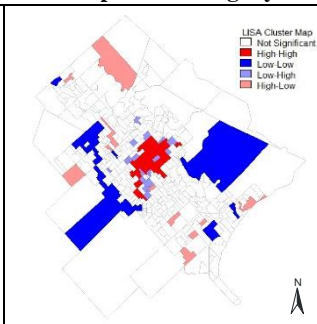 LISA Cluster Map
Not Significant
High-High
Low-Low
Low-High
High-Low
N